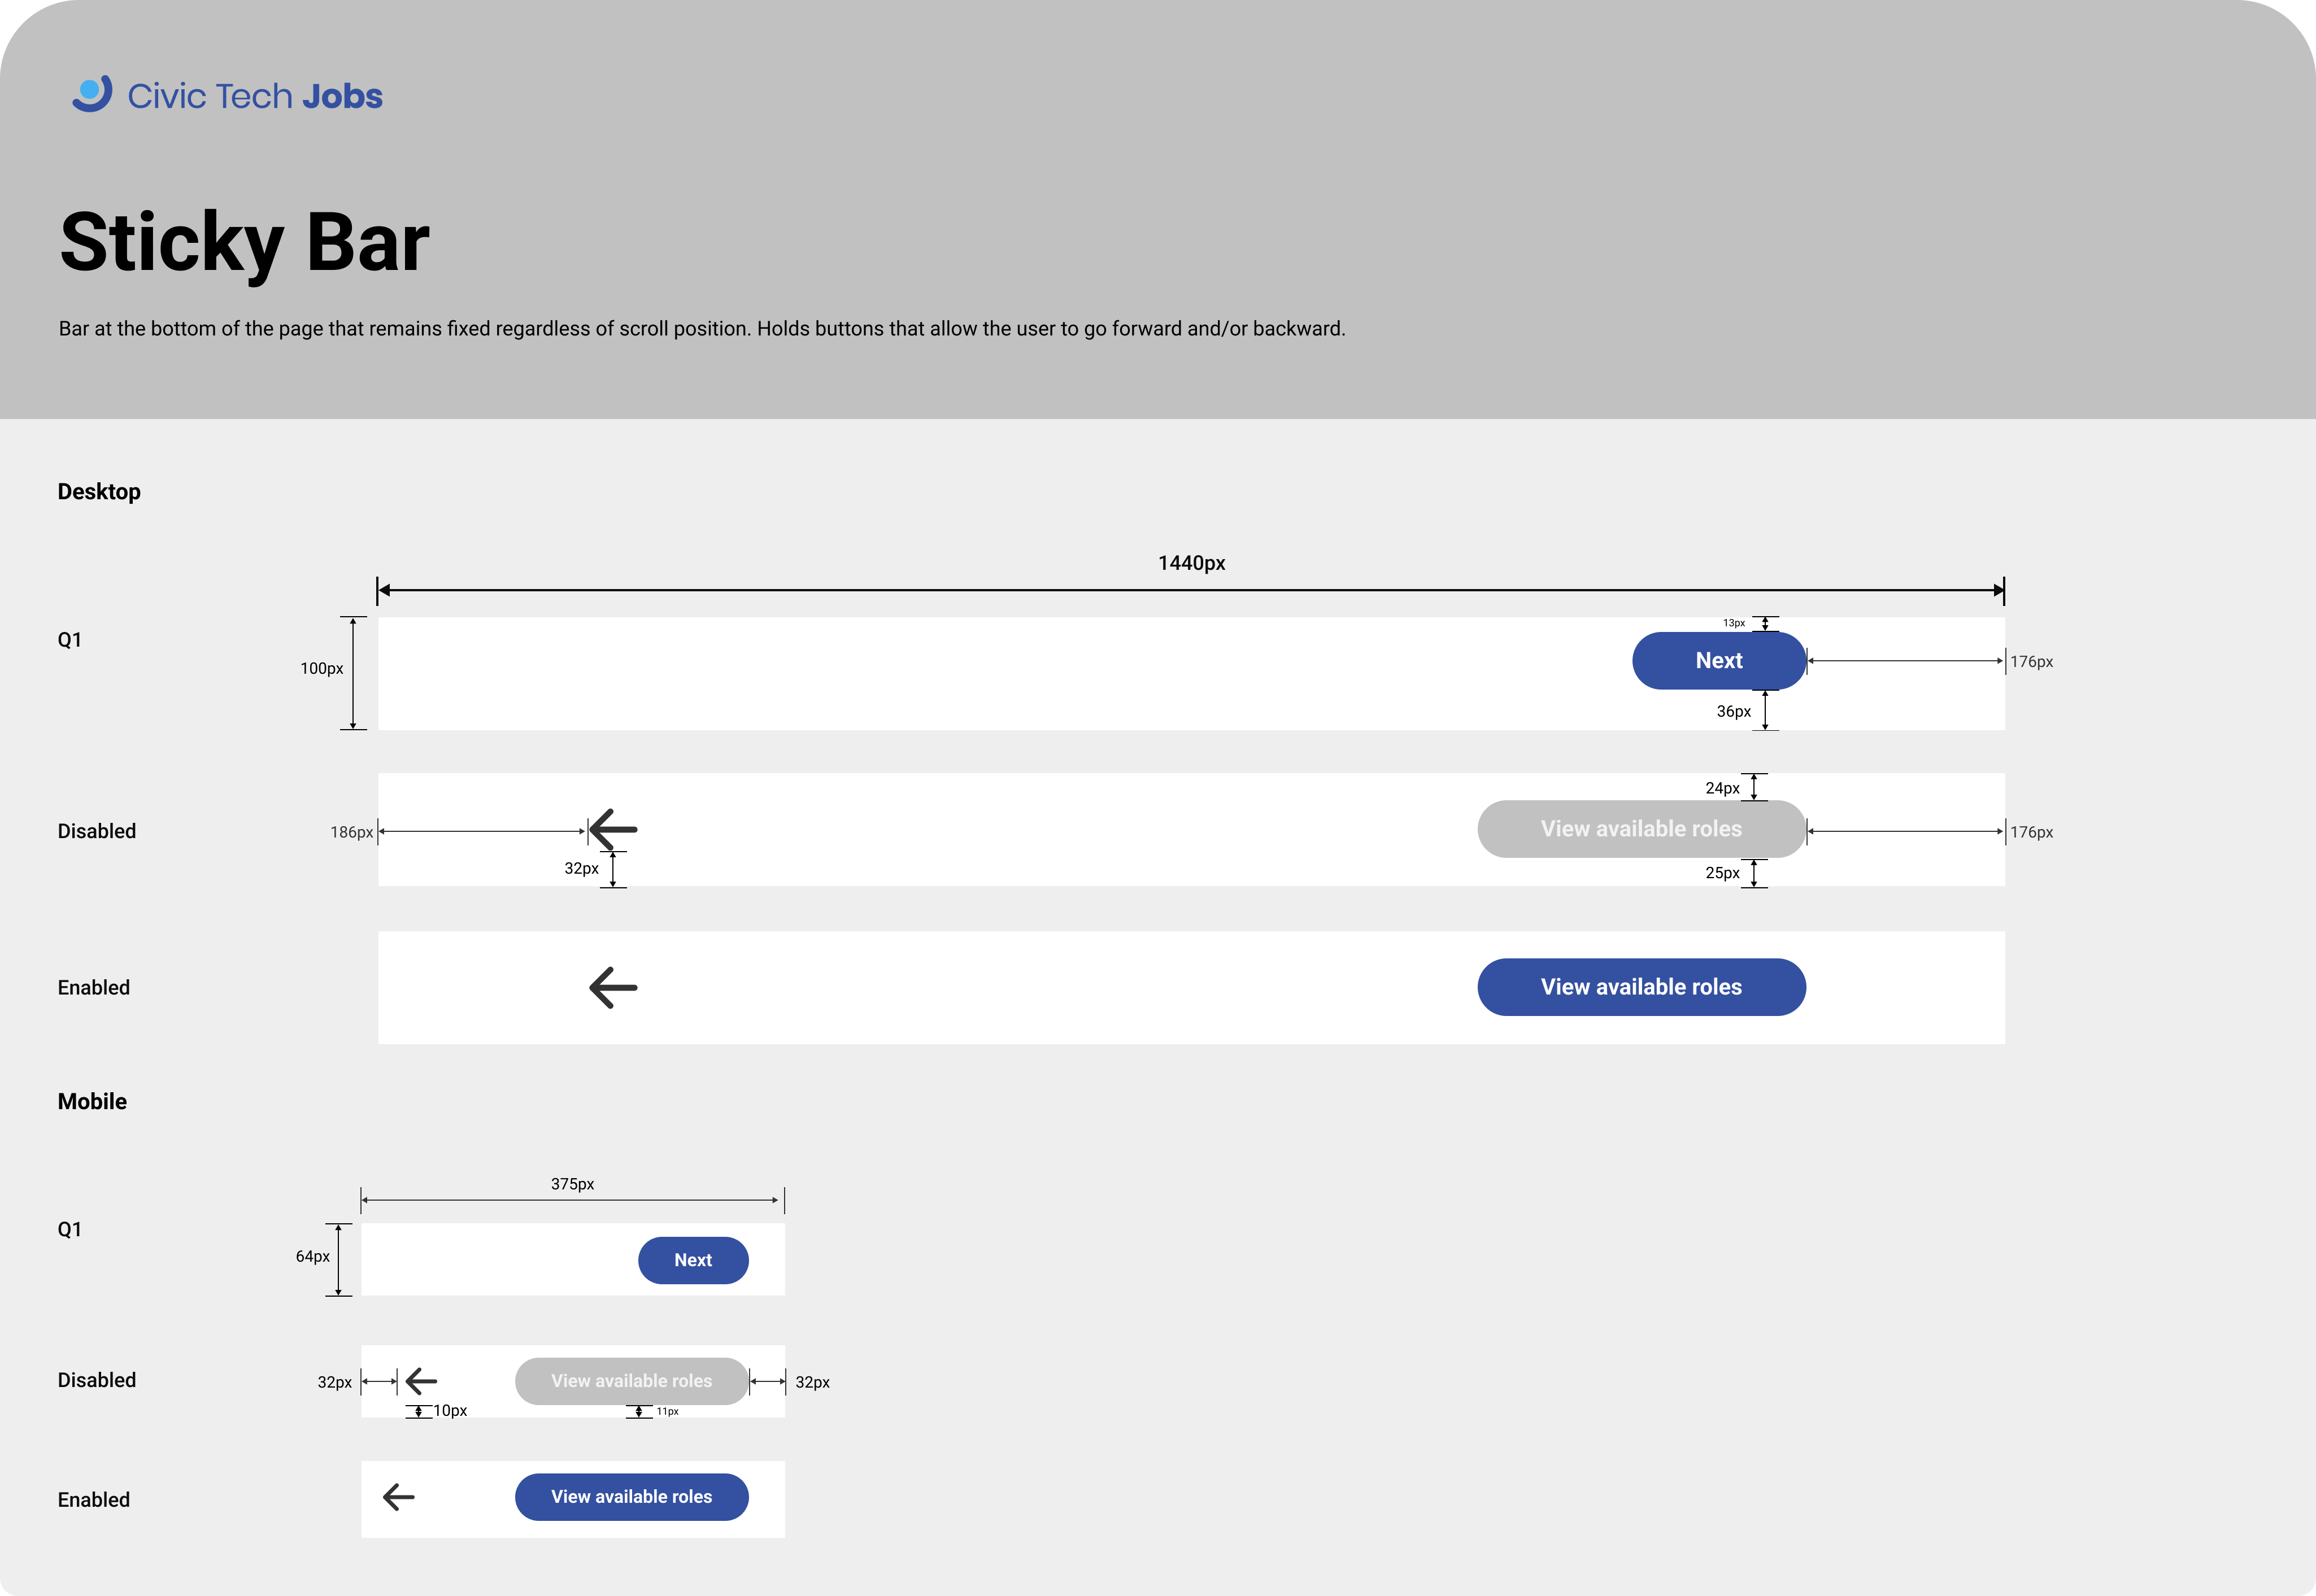 Civic Tech Jobs
Sticky Bar
Bar at the bottom of the page that remains fixed regardless of scroll position. Holds buttons that allow the user to go forward and/or backward.
Desktop
1440px
Q1
100px
13px
Next
176px
36px
Disabled
186px
32px
24px
View available roles
176px
25px
Enabled
View available roles
Mobile
375px
Q1
64px
Next
Disabled
32px
View available roles
32px
10px
11px
Enabled
View available roles